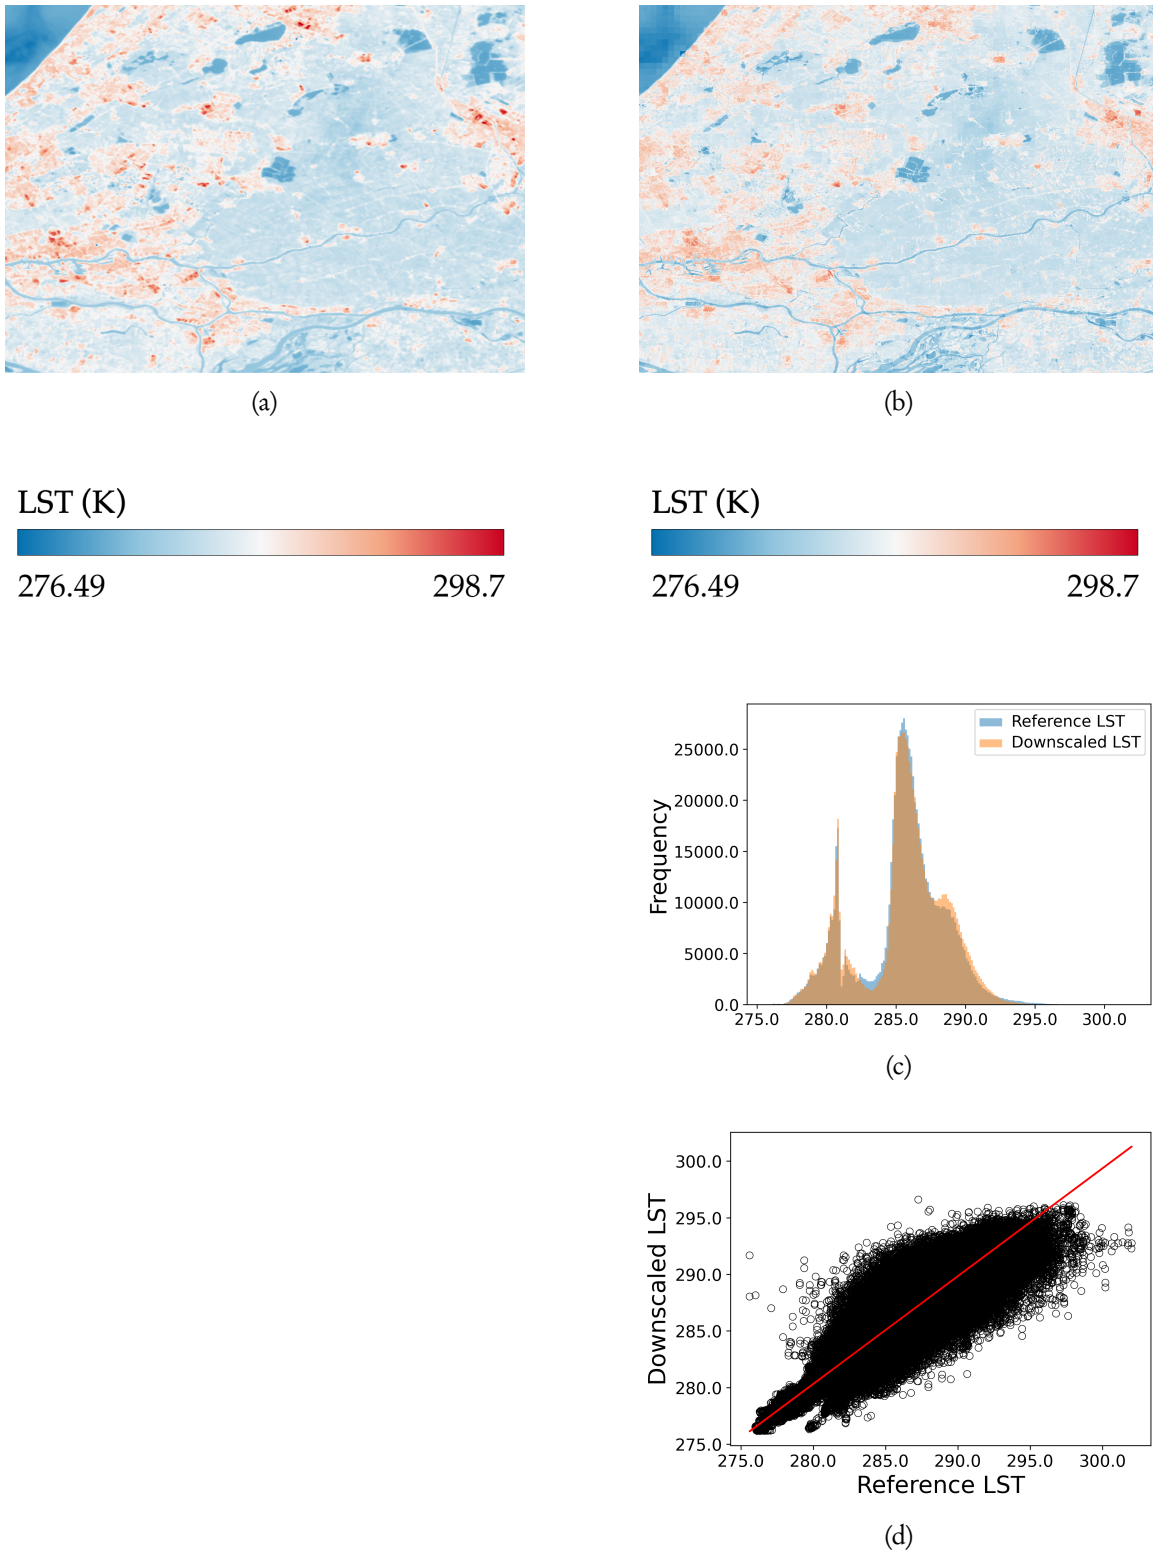 (a)
(b)
LST (K)
276.49 298.7
LST (K)
276.49 298.7
Reference LST
Downscaled LST
25000.0
20000.0
15000.0
10000.0
5000.0
0.0
Frequency
275.0 280.0 285.0 290.0 295.0 300.0
(c)
300.0
295.0
290.0
285.0
280.0
275.0
Downscaled LST
275.0 280.0 285.0 290.0 295.0 300.0
Reference LST
(d)